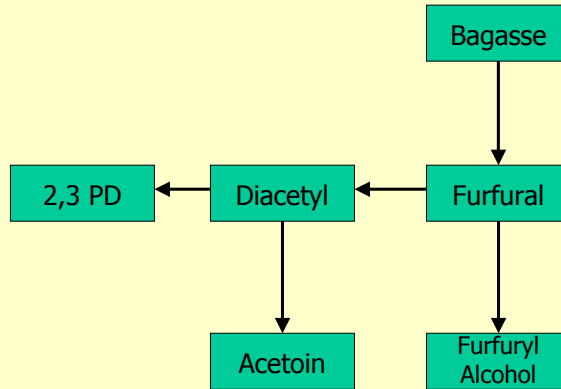 Bagasse
2,3 PD
Diacetyl
Furfural
Acetoin
Furfuryl
Alcohol